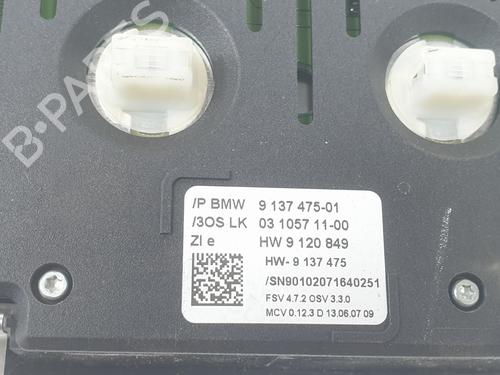 B-PARTS
/P BMW 9 137 475-01
/3OS LK 03 1057 11-00
ZI e HW 9 120 849
HW- 9 137 475
/SN90102071640251
FSV 4.7.2 OSV 3.3.0
MCV 0.12.3 D 13.06.07 09